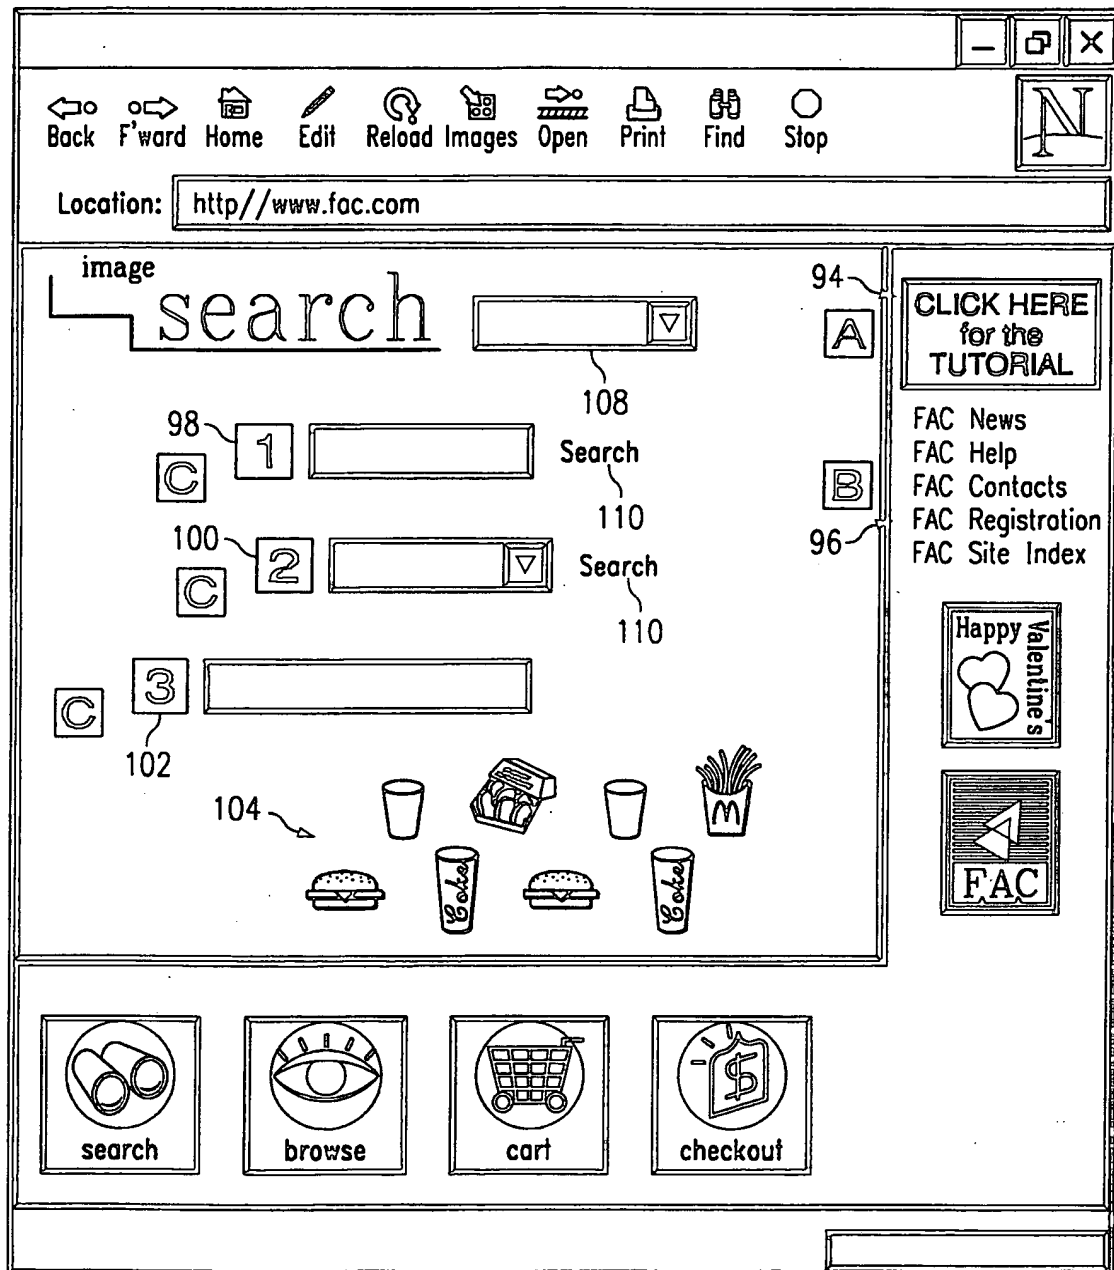 Back F'ward Home Edit Reload Images Open Print Find Stop
N
Location: http//www.fac.com
image
search
108
94
A
CLICK HERE
for the
TUTORIAL
98
1
Search
C
110
B
96
FAC News
FAC Help
FAC Contacts
FAC Registration
FAC Site Index
100
2
Search
C
110
3
C
102
Happy
Valentine's
104
M
Coke
Coke
FAC
search
browse
cart
checkout
$